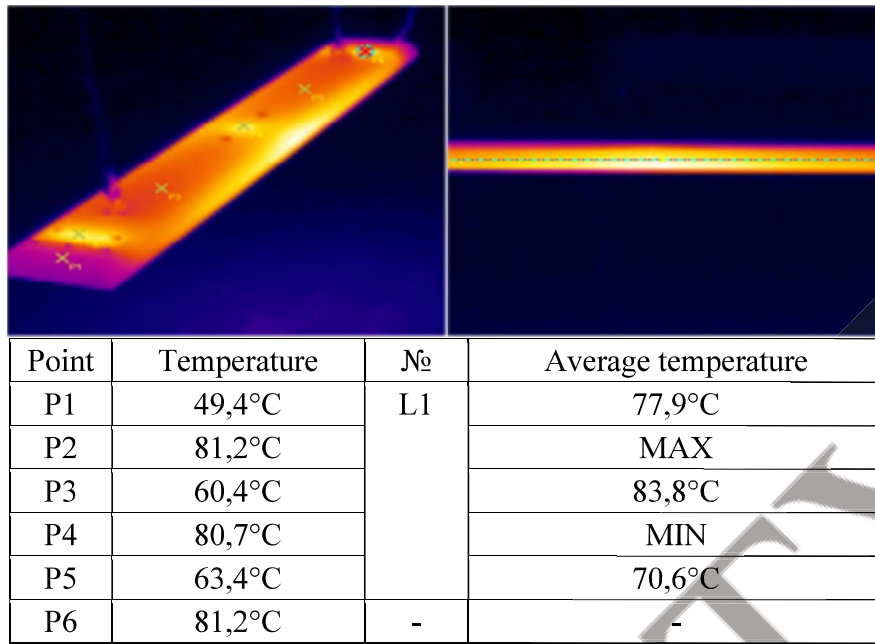 Point Temperature № Average temperature
P1 49,4°C L1 77,9°C
P2 81,2°C MAX
P3 60,4°C 83,8°C
P4 80,7°C MIN
P5 63,4°C 70,6°C
P6 81,2°C - -